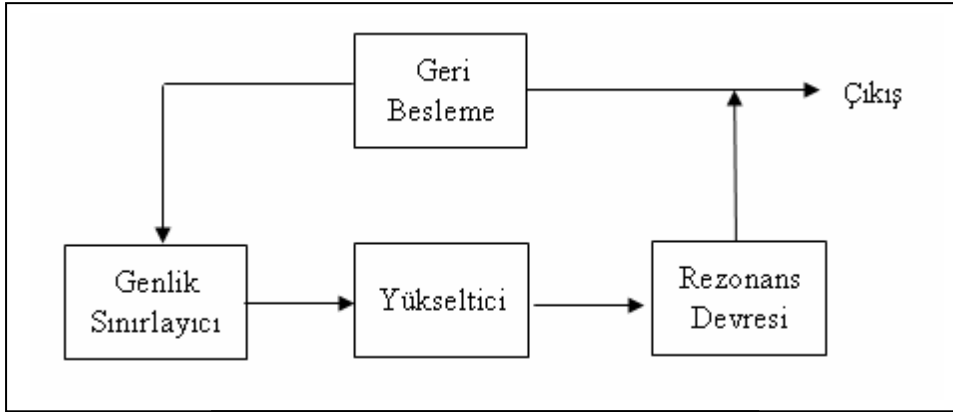 Geri
Besleme
Çıkış
Genlik
Sınırlayıcı
Yükseltici
Rezonans
Devresi